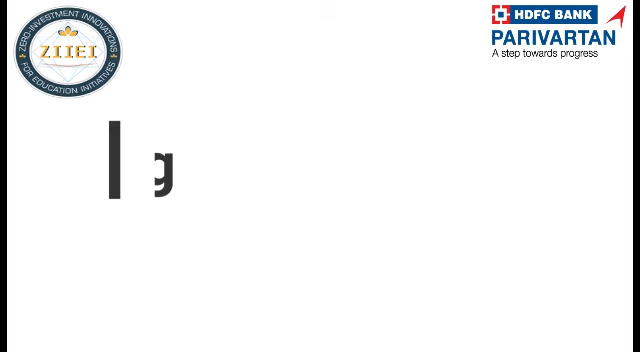 ZERO-INVESTMENT INNOVATIONS
ZIIEI
FOR EDUCATION INITIATIVES
HDFC BANK
PARIVARTAN
A step towards progress
g